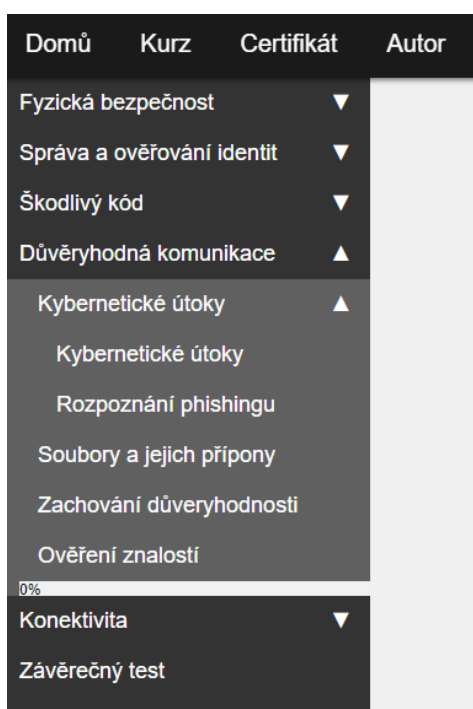 Domů Kurz Certifikát Autor
Fyzická bezpečnost ▼
Správa a ověřování identit ▼
Škodlivý kód ▼
Důvěryhodná komunikace ▲
Kybernetické útoky ▲
Kybernetické útoky
Rozpoznání phishingu
Soubory a jejich přípony
Zachování důveryhodnosti
Ověření znalostí
0%
Konektivita ▼
Závěrečný test